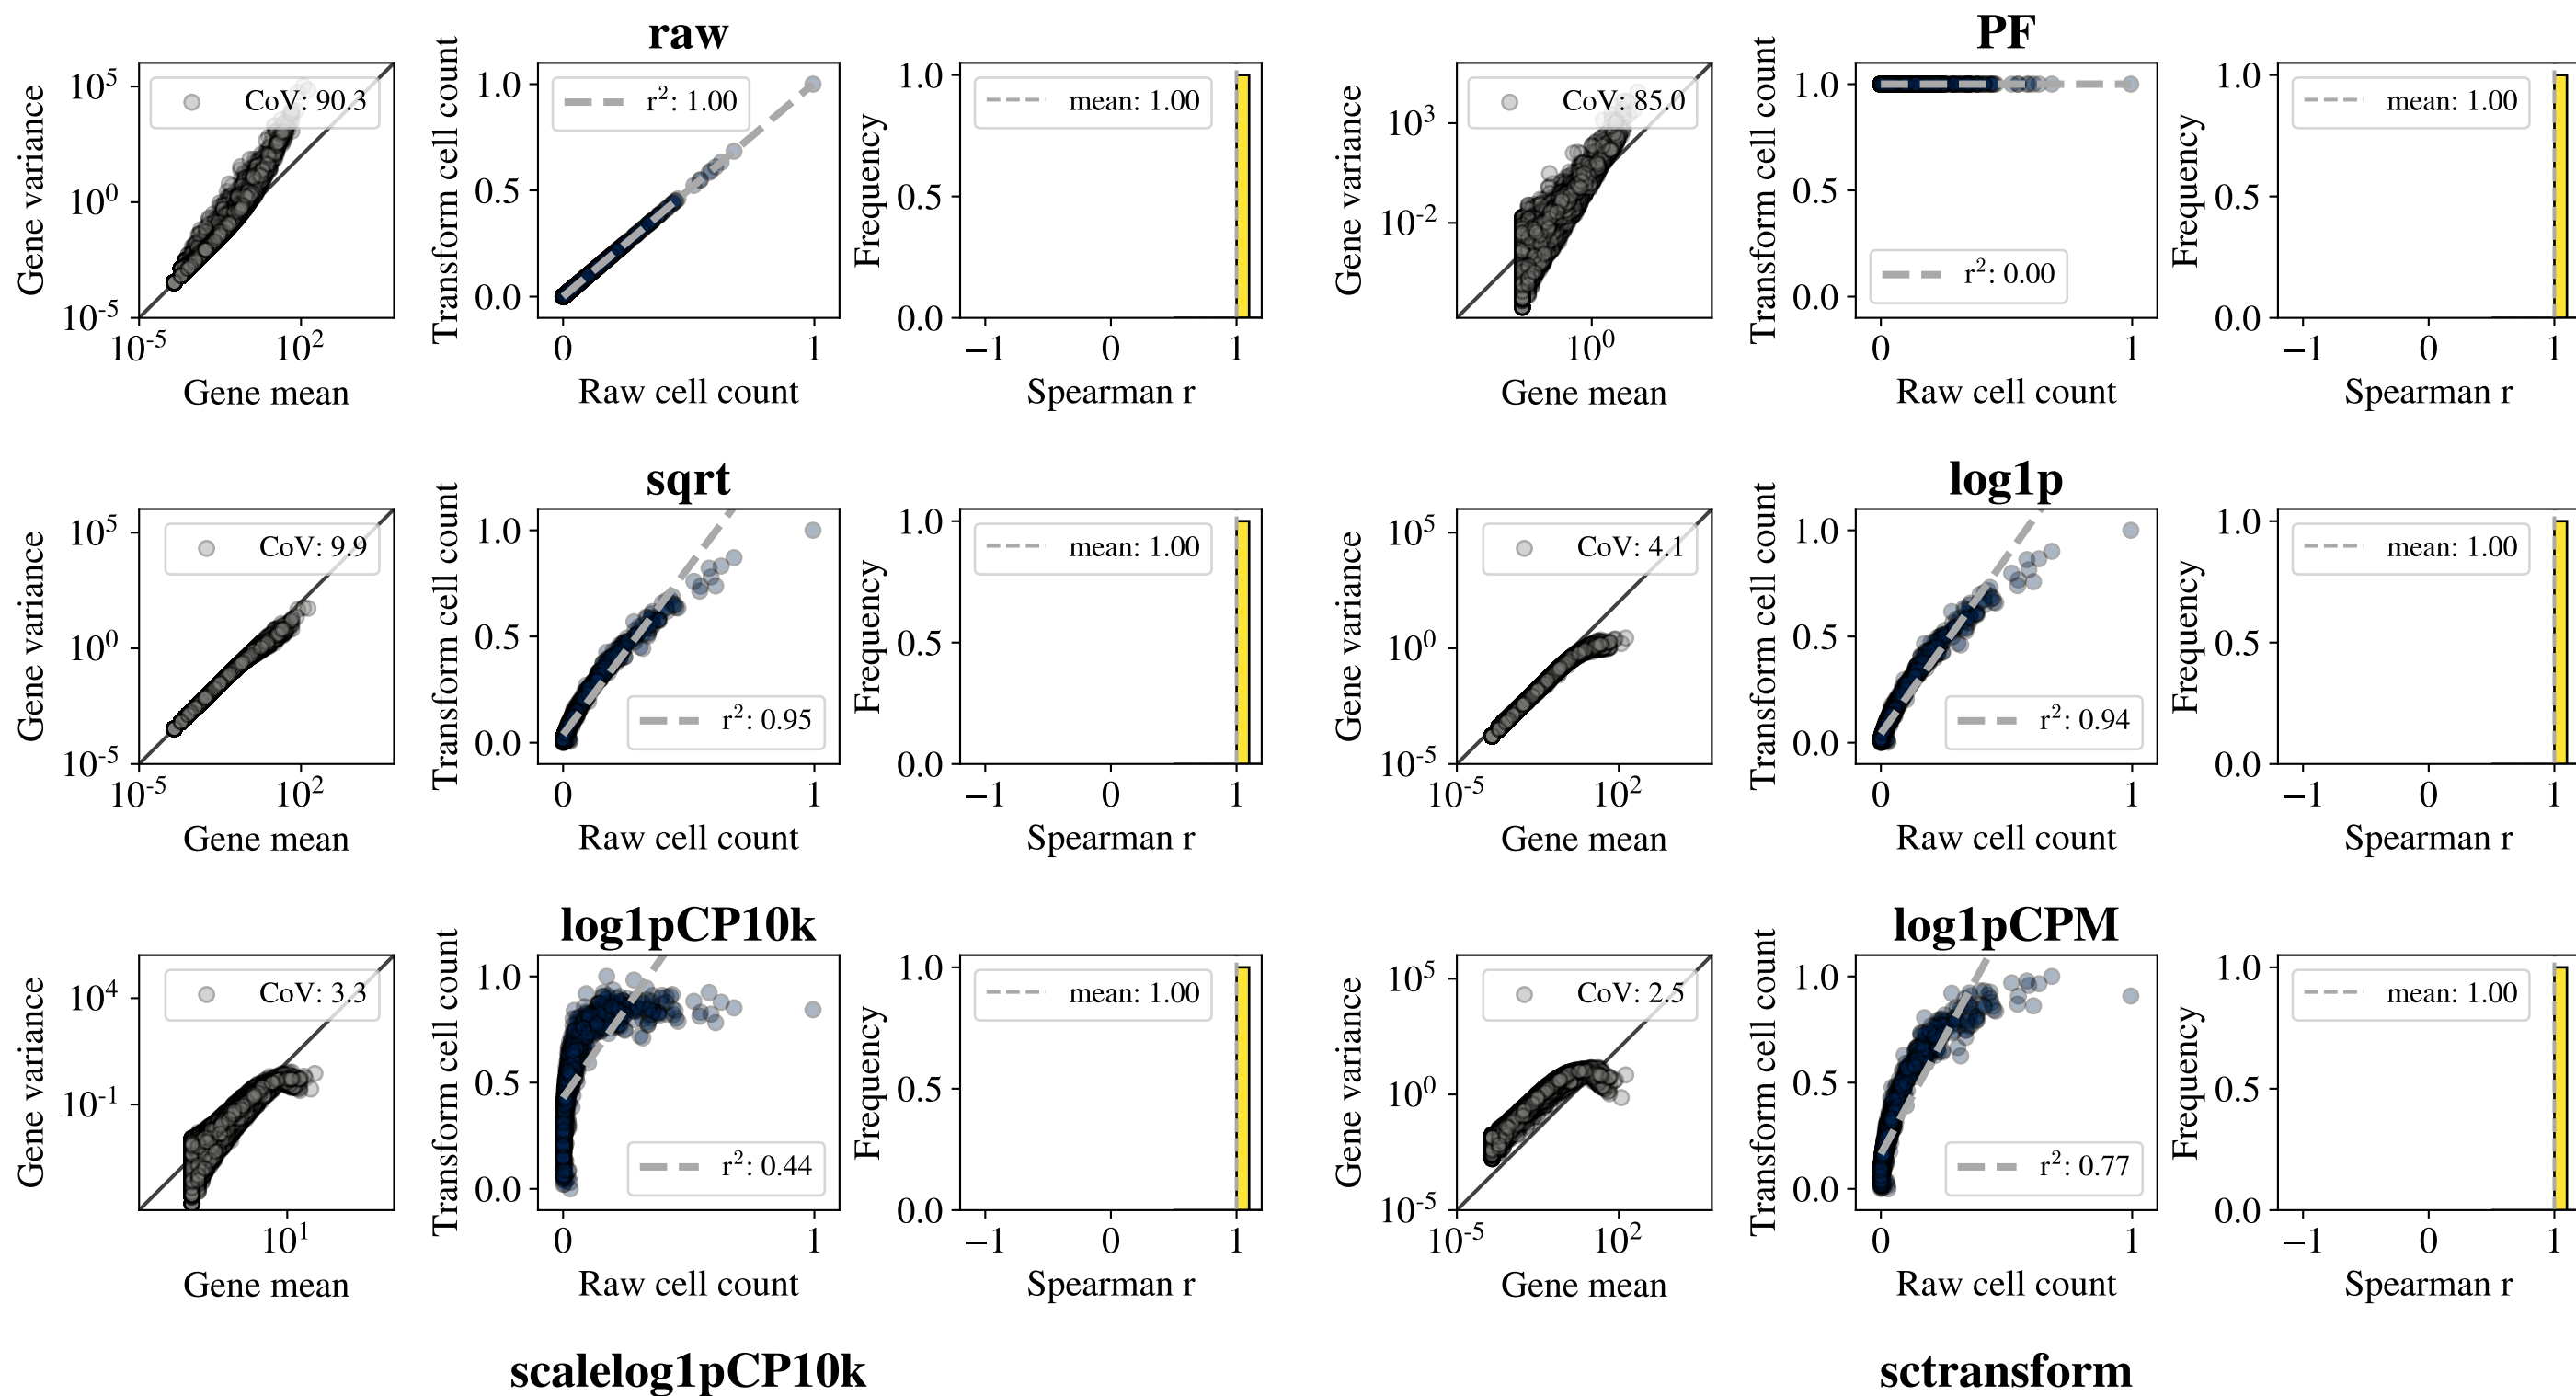 raw
Gene variance
10^5
10^0
10^-5
10^-5
10^2
Gene mean
CoV: 90.3
Transform cell count
1.0
0.5
0.0
0
1
Raw cell count
r^2: 1.00
Frequency
1.0
0.5
0.0
−1
0
1
Spearman r
mean: 1.00
PF
Gene variance
10^3
10^-2
10^0
Gene mean
CoV: 85.0
Transform cell count
1.0
0.5
0.0
0
1
Raw cell count
r^2: 0.00
Frequency
1.0
0.5
0.0
−1
0
1
Spearman r
mean: 1.00
sqrt
Gene variance
10^5
10^0
10^-5
10^-5
10^2
Gene mean
CoV: 9.9
Transform cell count
1.0
0.5
0.0
0
1
Raw cell count
r^2: 0.95
Frequency
1.0
0.5
0.0
−1
0
1
Spearman r
mean: 1.00
log1p
Gene variance
10^5
10^0
10^-5
10^-5
10^2
Gene mean
CoV: 4.1
Transform cell count
1.0
0.5
0.0
0
1
Raw cell count
r^2: 0.94
Frequency
1.0
0.5
0.0
−1
0
1
Spearman r
mean: 1.00
log1pCP10k
Gene variance
10^4
10^-1
10^1
Gene mean
CoV: 3.3
Transform cell count
1.0
0.5
0.0
0
1
Raw cell count
r^2: 0.44
Frequency
1.0
0.5
0.0
−1
0
1
Spearman r
mean: 1.00
log1pCPM
Gene variance
10^5
10^0
10^-5
10^-5
10^2
Gene mean
CoV: 2.5
Transform cell count
1.0
0.5
0.0
0
1
Raw cell count
r^2: 0.77
Frequency
1.0
0.5
0.0
−1
0
1
Spearman r
mean: 1.00
scalelog1pCP10k
sctransform